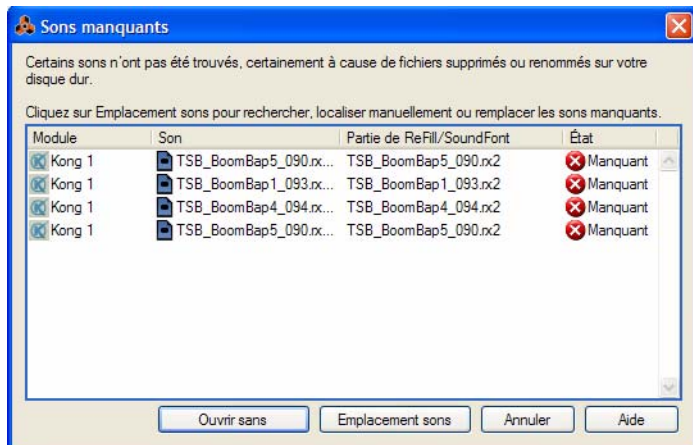 Sons manquants
Certains sons n'ont pas été trouvés, certainement à cause de fichiers supprimés ou renommés sur votre
disque dur.
Cliquez sur Emplacement sons pour rechercher, localiser manuellement ou remplacer les sons manquants.
Module Son Partie de ReFill/SoundFont État
Kong 1 TSB_BoomBap5_090.rx... TSB_BoomBap5_090.rx2 Manquant
Kong 1 TSB_BoomBap1_093.rx... TSB_BoomBap1_093.rx2 Manquant
Kong 1 TSB_BoomBap4_094.rx... TSB_BoomBap4_094.rx2 Manquant
Kong 1 TSB_BoomBap5_090.rx... TSB_BoomBap5_090.rx2 Manquant
Ouvrir sans Emplacement sons Annuler Aide